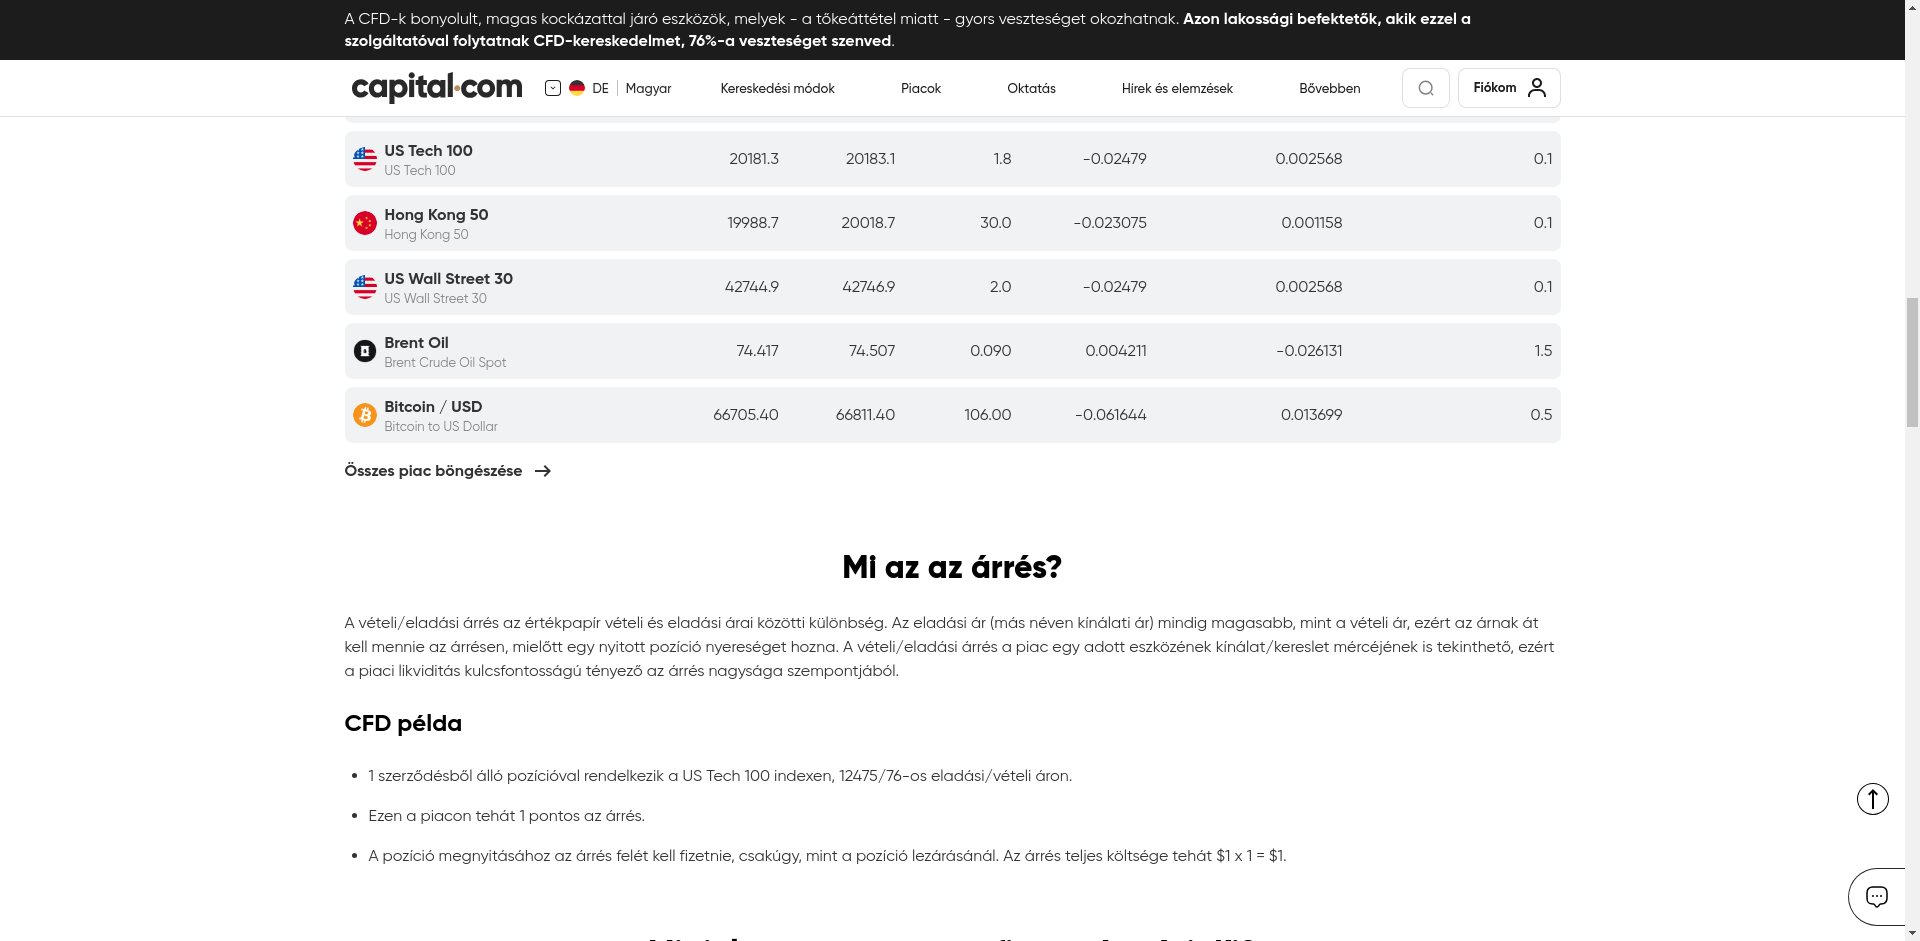 A CFD-k bonyolult, magas kockázattal járó eszközök, melyek - a tőkeáttétel miatt - gyors veszteséget okozhatnak. Azon lakossági befektetők, akik ezzel a
szolgáltatóval folytatnak CFD-kereskedelmet, 76%-a veszteséget szenved.
capital.com DE Magyar Kereskedési módok Piacok Oktatás Hírek és elemzések Bővebben Fiókom
US Tech 100 20181.3 20183.1 1.8 -0.02479 0.002568 0.1
US Tech 100
Hong Kong 50 19988.7 20018.7 30.0 -0.023075 0.001158 0.1
Hong Kong 50
US Wall Street 30 42744.9 42746.9 2.0 -0.02479 0.002568 0.1
US Wall Street 30
Brent Oil 74.417 74.507 0.090 0.004211 -0.026131 1.5
Brent Crude Oil Spot
Bitcoin / USD 66705.40 66811.40 106.00 -0.061644 0.013699 0.5
Bitcoin to US Dollar
Összes piac böngészése
Mi az az árrés?
A vételi/eladási árrés az értékpapír vételi és eladási árai közötti különbség. Az eladási ár (más néven kínálati ár) mindig magasabb, mint a vételi ár, ezért az árnak át
kell mennie az árrésen, mielőtt egy nyitott pozíció nyereséget hozna. A vételi/eladási árrés a piac egy adott eszközének kínálat/kereslet mércéjének is tekinthető, ezért
a piaci likviditás kulcsfontosságú tényező az árrés nagysága szempontjából.
CFD példa
• 1 szerződésből álló pozícióval rendelkezik a US Tech 100 indexen, 12475/76-os eladási/vételi áron.
• Ezen a piacon tehát 1 pontos az árrés.
• A pozíció megnyitásához az árrés felét kell fizetnie, csakúgy, mint a pozíció lezárásánál. Az árrés teljes költsége tehát $1 x 1 = $1.